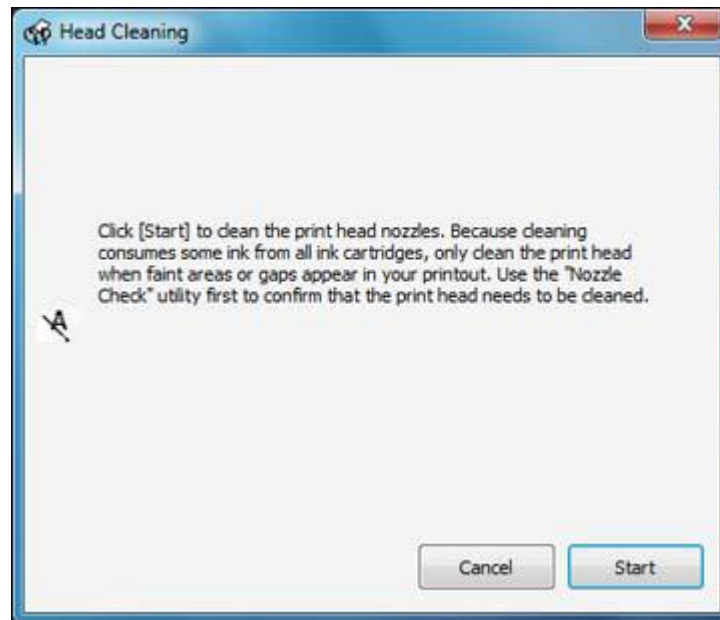 Head Cleaning
Click [Start] to clean the print head nozzles. Because cleaning
consumes some ink from all ink cartridges, only clean the print head
when faint areas or gaps appear in your printout. Use the "Nozzle
Check" utility first to confirm that the print head needs to be cleaned.
A
Cancel
Start